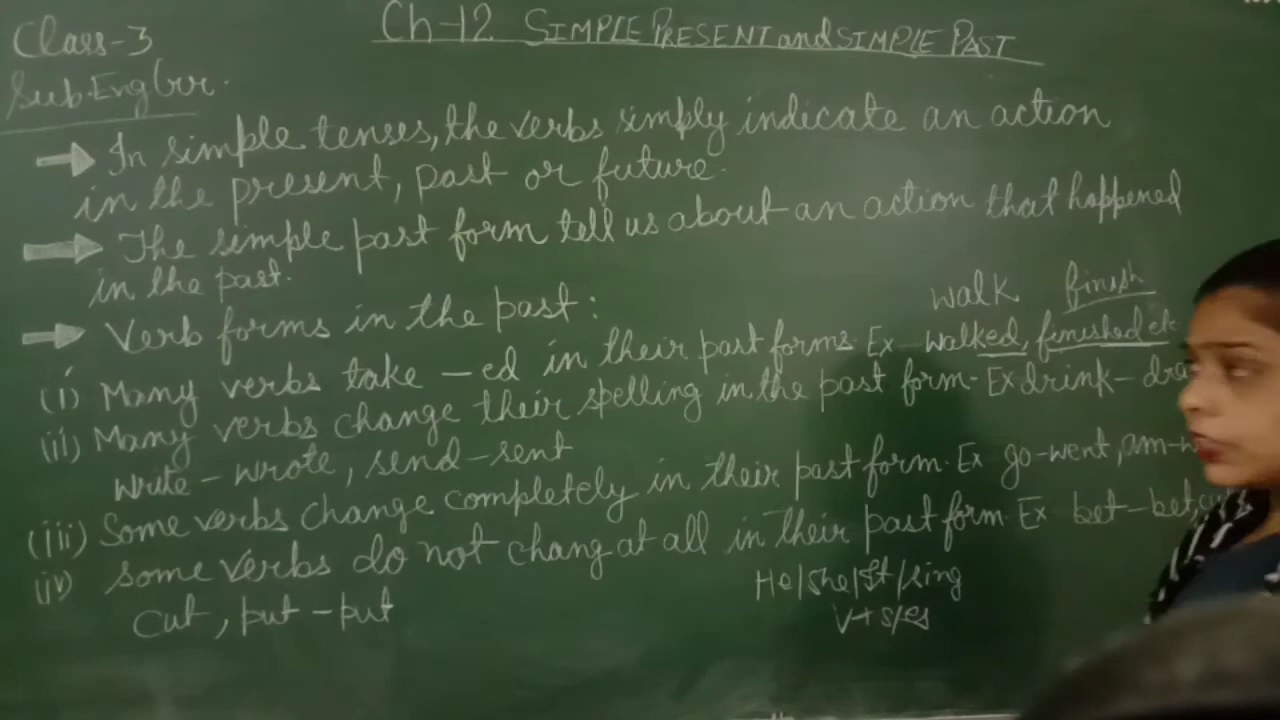 Class-3
Ch-12 SIMPLE PRESENT and SIMPLE PAST
Sub.Eng Gr.
→ In simple tenses, the verbs simply indicate an action
in the present, past or future.
→ The simple past form tell us about an action that happened
in the past.
→ Verb forms in the past:
walk finish
(i) Many verbs take -ed in their past forms. Ex - walked, finished etc
(ii) Many verbs change their spelling in the past form. Ex drink -
write - wrote, send - sent
(iii) Some verbs change completely in their past form. Ex go-went, am-
(iv) Some verbs do not chang at all in their past form. Ex bet-bet,
cut, put - put
He/she/It/sing
V+s/es